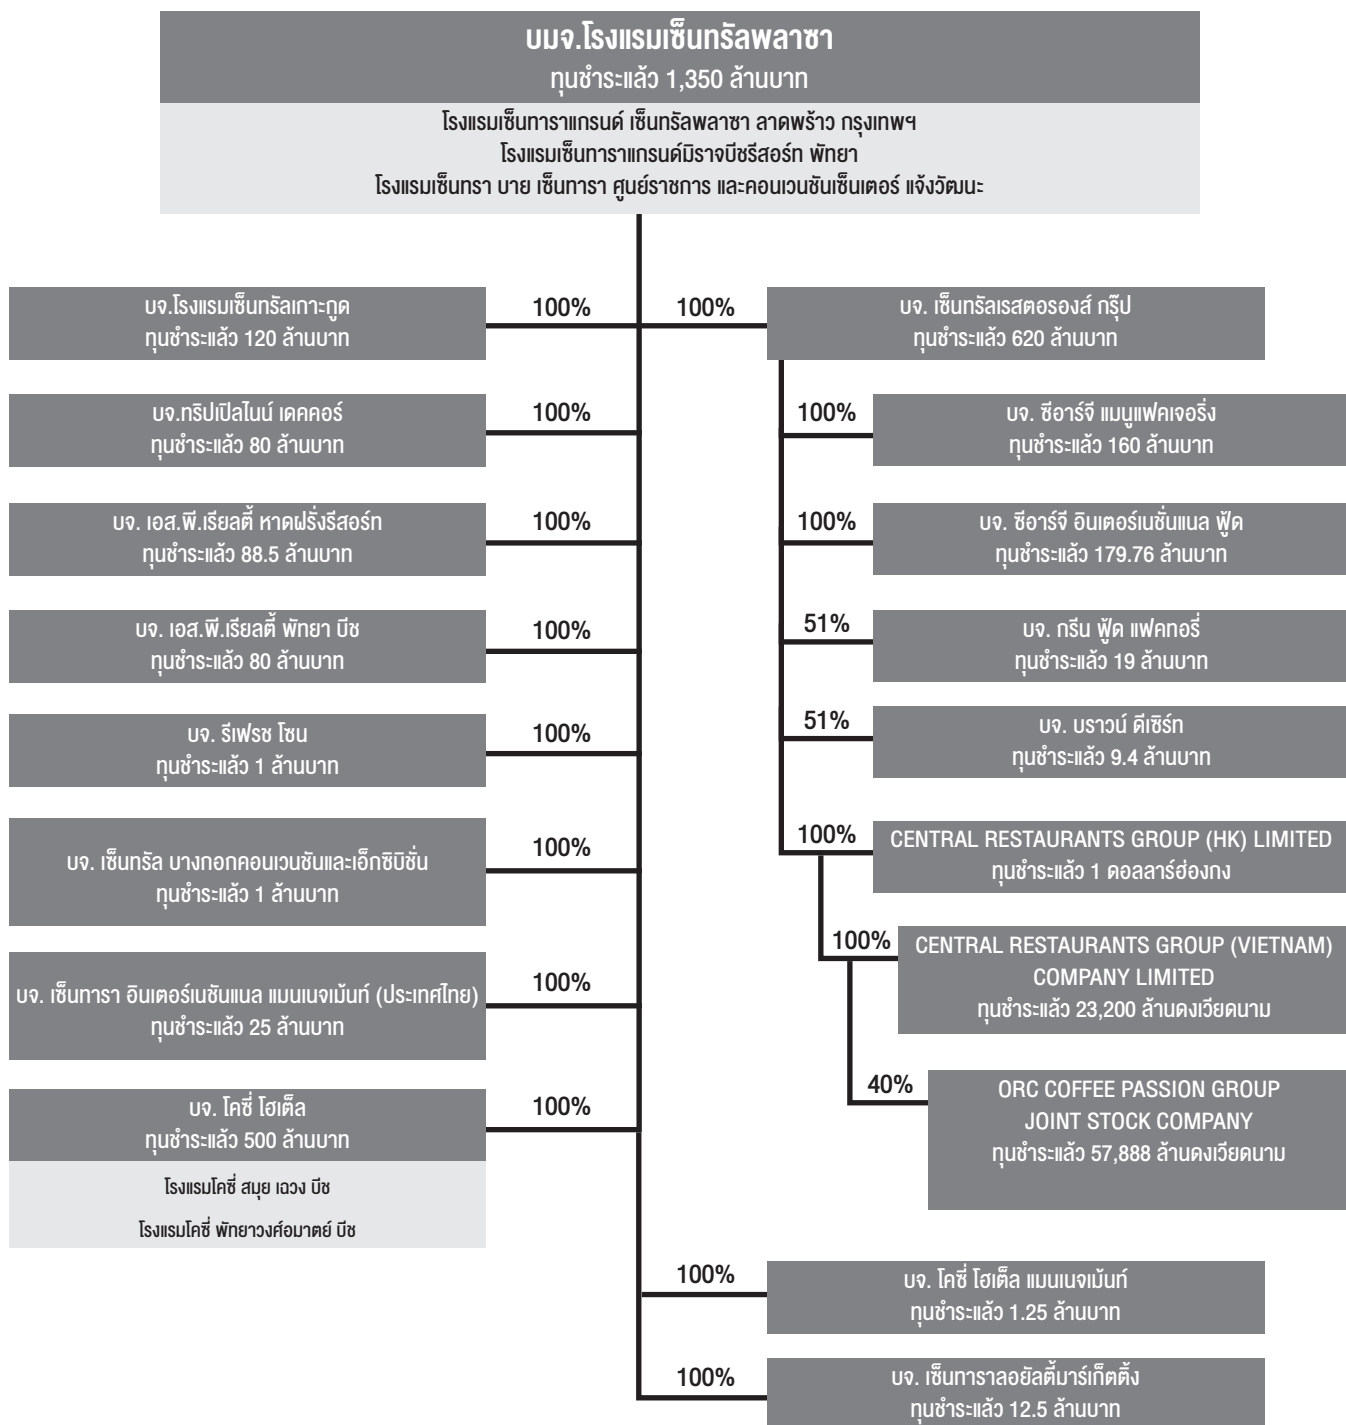 บมจ.โรงแรมเซ็นทรัลพลาซา
ทุนชำระแล้ว 1,350 ล้านบาท
โรงแรมเซ็นทาราแกรนด์ เซ็นทรัลพลาซา ลาดพร้าว กรุงเทพฯ
โรงแรมเซ็นทาราแกรนด์มิราจบีชรีสอร์ท พัทยา
โรงแรมเซ็นทรา บาย เซ็นทารา ศูนย์ราชการ และคอนเวนชันเซ็นเตอร์ แจ้งวัฒนะ
บจ.โรงแรมเซ็นทรัลเกาะกูด
ทุนชำระแล้ว 120 ล้านบาท
100%
บจ.ทริปเปิลไนน์ เดคคอร์
ทุนชำระแล้ว 80 ล้านบาท
100%
บจ. เอส.พี.เรียลตี้ หาดฝรั่งรีสอร์ท
ทุนชำระแล้ว 88.5 ล้านบาท
100%
บจ. เอส.พี.เรียลตี้ พัทยา บีช
ทุนชำระแล้ว 80 ล้านบาท
100%
บจ. รีเฟรช โซน
ทุนชำระแล้ว 1 ล้านบาท
100%
บจ. เซ็นทรัล บางกอกคอนเวนชันและเอ็กซิบิชั่น
ทุนชำระแล้ว 1 ล้านบาท
100%
บจ. เซ็นทารา อินเตอร์เนชันแนล แมนเนจเม้นท์ (ประเทศไทย)
ทุนชำระแล้ว 25 ล้านบาท
100%
บจ. โคซี่ โฮเต็ล
ทุนชำระแล้ว 500 ล้านบาท
100%
โรงแรมโคซี่ สมุย เฉวง บีช
โรงแรมโคซี่ พัทยาวงศ์อมาตย์ บีช
100%
บจ. เซ็นทรัลเรสตอรองส์ กรุ๊ป
ทุนชำระแล้ว 620 ล้านบาท
100%
บจ. ซีอาร์จี แมนูแฟคเจอริ่ง
ทุนชำระแล้ว 160 ล้านบาท
100%
บจ. ซีอาร์จี อินเตอร์เนชั่นแนล ฟู้ด
ทุนชำระแล้ว 179.76 ล้านบาท
51%
บจ. กรีน ฟู้ด แฟคทอรี่
ทุนชำระแล้ว 19 ล้านบาท
51%
บจ. บราวน์ ดีเซิร์ท
ทุนชำระแล้ว 9.4 ล้านบาท
100%
CENTRAL RESTAURANTS GROUP (HK) LIMITED
ทุนชำระแล้ว 1 ดอลลาร์ฮ่องกง
100%
CENTRAL RESTAURANTS GROUP (VIETNAM)
COMPANY LIMITED
ทุนชำระแล้ว 23,200 ล้านดงเวียดนาม
40%
ORC COFFEE PASSION GROUP
JOINT STOCK COMPANY
ทุนชำระแล้ว 57,888 ล้านดงเวียดนาม
100%
บจ. โคซี่ โฮเต็ล แมนเนจเม้นท์
ทุนชำระแล้ว 1.25 ล้านบาท
100%
บจ. เซ็นทาราลอยัลตี้มาร์เก็ตติ้ง
ทุนชำระแล้ว 12.5 ล้านบาท